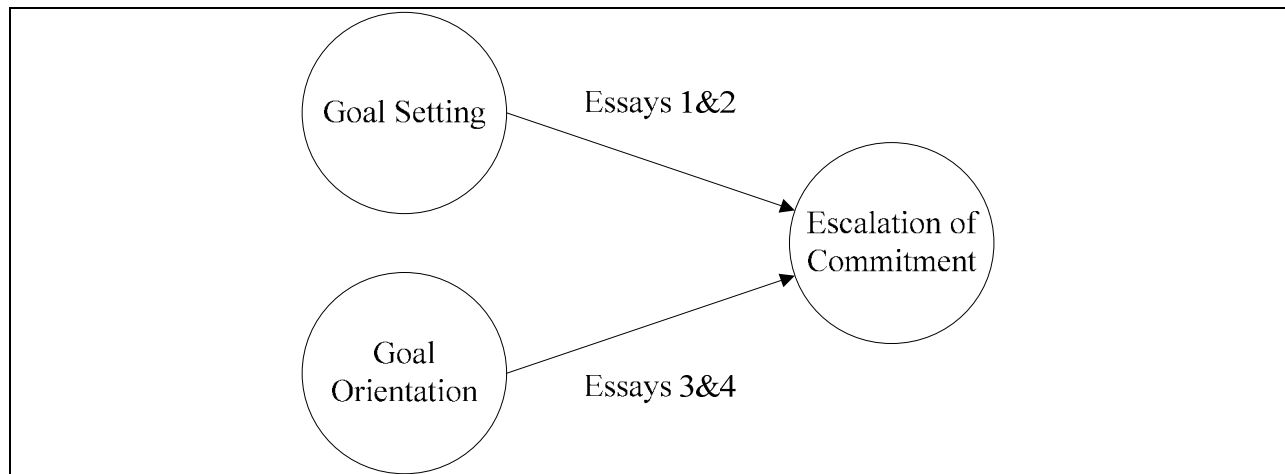 Goal Setting
Essays 1&2
Escalation of
Commitment
Goal
Orientation
Essays 3&4